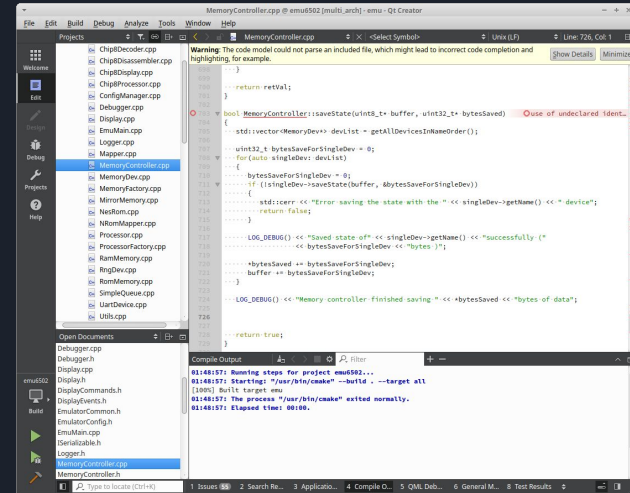 MemoryController.cpp @ emu6502 [multi_arch] - emu - Qt Creator
File Edit Build Debug Analyze Tools Window Help
Projects
MemoryController.cpp
<Select Symbol>
Unix (LF)
Line: 726, Col: 1
Warning: The code model could not parse an included file, which might lead to incorrect code completion and
highlighting, for example.
Show Details
Minimize
Welcome
Edit
Design
Debug
Projects
Help
emu6502
Build
Chip8Decoder.cpp
Chip8Disassembler.cpp
Chip8Display.cpp
Chip8Processor.cpp
ConfigManager.cpp
Debugger.cpp
Display.cpp
EmuMain.cpp
Logger.cpp
Mapper.cpp
MemoryController.cpp
MemoryDev.cpp
MemoryFactory.cpp
MirrorMemory.cpp
NesRom.cpp
NRomMapper.cpp
Processor.cpp
ProcessorFactory.cpp
RamMemory.cpp
RngDev.cpp
RomMemory.cpp
SimpleQueue.cpp
UartDevice.cpp
Utils.cpp
Open Documents
Debugger.cpp
Debugger.h
Display.cpp
Display.h
DisplayCommands.h
DisplayEvents.h
EmulatorCommon.h
EmulatorConfig.h
EmuMain.cpp
ISerializable.h
Logger.h
MemoryController.cpp
MemoryController.h
}
return retVal;
}
bool MemoryController::saveState(uint8_t* buffer, uint32_t* bytesSaved) use of undeclared ident…
{
std::vector<MemoryDev*> devList = getAllDevicesInNameOrder();
uint32_t bytesSaveForSingleDev = 0;
for(auto singleDev: devList)
{
bytesSaveForSingleDev = 0;
if (!singleDev->saveState(buffer, &bytesSaveForSingleDev))
{
std::cerr << "Error saving the state with the " << singleDev->getName() << " device";
return false;
}
LOG_DEBUG() << "Saved state of" << singleDev->getName() << "successfully ("
<< bytesSaveForSingleDev << "bytes )";
*bytesSaved += bytesSaveForSingleDev;
buffer += bytesSaveForSingleDev;
}
LOG_DEBUG() << "Memory controller finished saving " << *bytesSaved << "bytes of data";
726
return true;
}
Compile Output
Filter
01:48:57: Running steps for project emu6502...
01:48:57: Starting: "/usr/bin/cmake" --build . --target all
[100%] Built target emu
01:48:57: The process "/usr/bin/cmake" exited normally.
01:48:57: Elapsed time: 00:00.
Type to locate (Ctrl+K)
1 Issues 55 2 Search Re... 3 Applicatio... 4 Compile O... 5 QML Deb... 6 General M... 8 Test Results